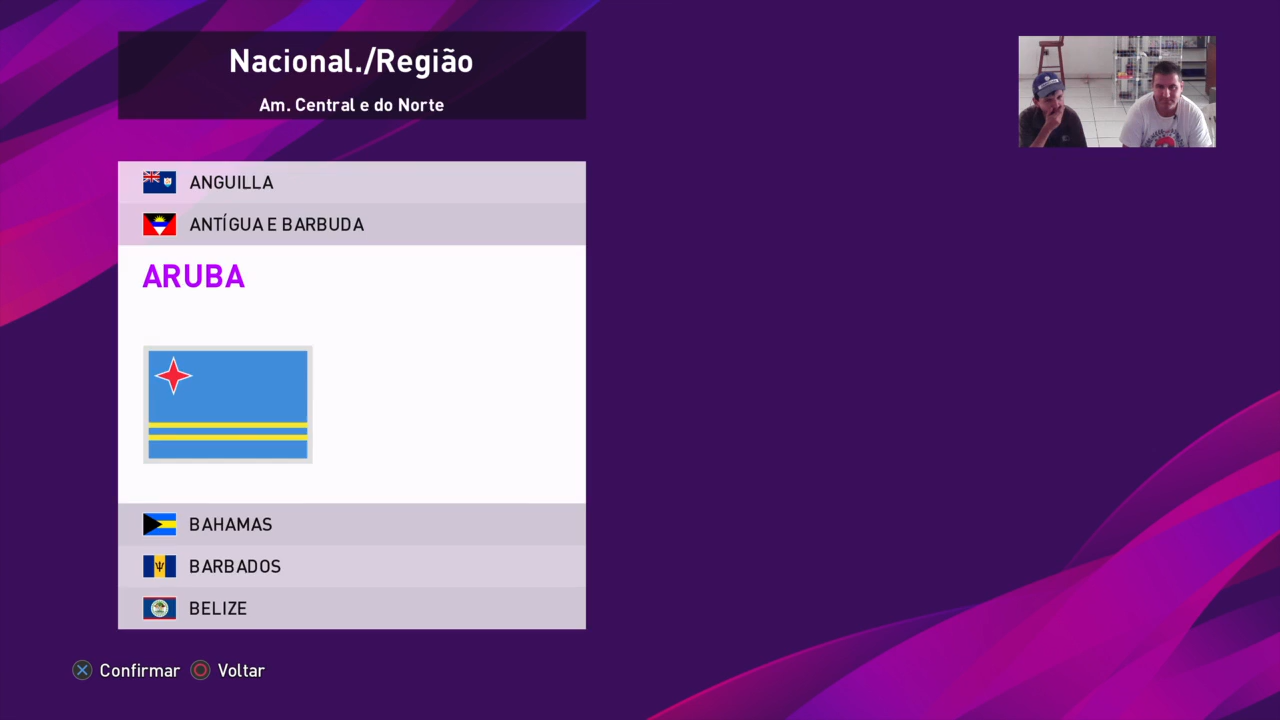 Nacional./Região
Am. Central e do Norte
ANGUILLA
ANTÍGUA E BARBUDA
ARUBA
BAHAMAS
BARBADOS
BELIZE
Confirmar
Voltar